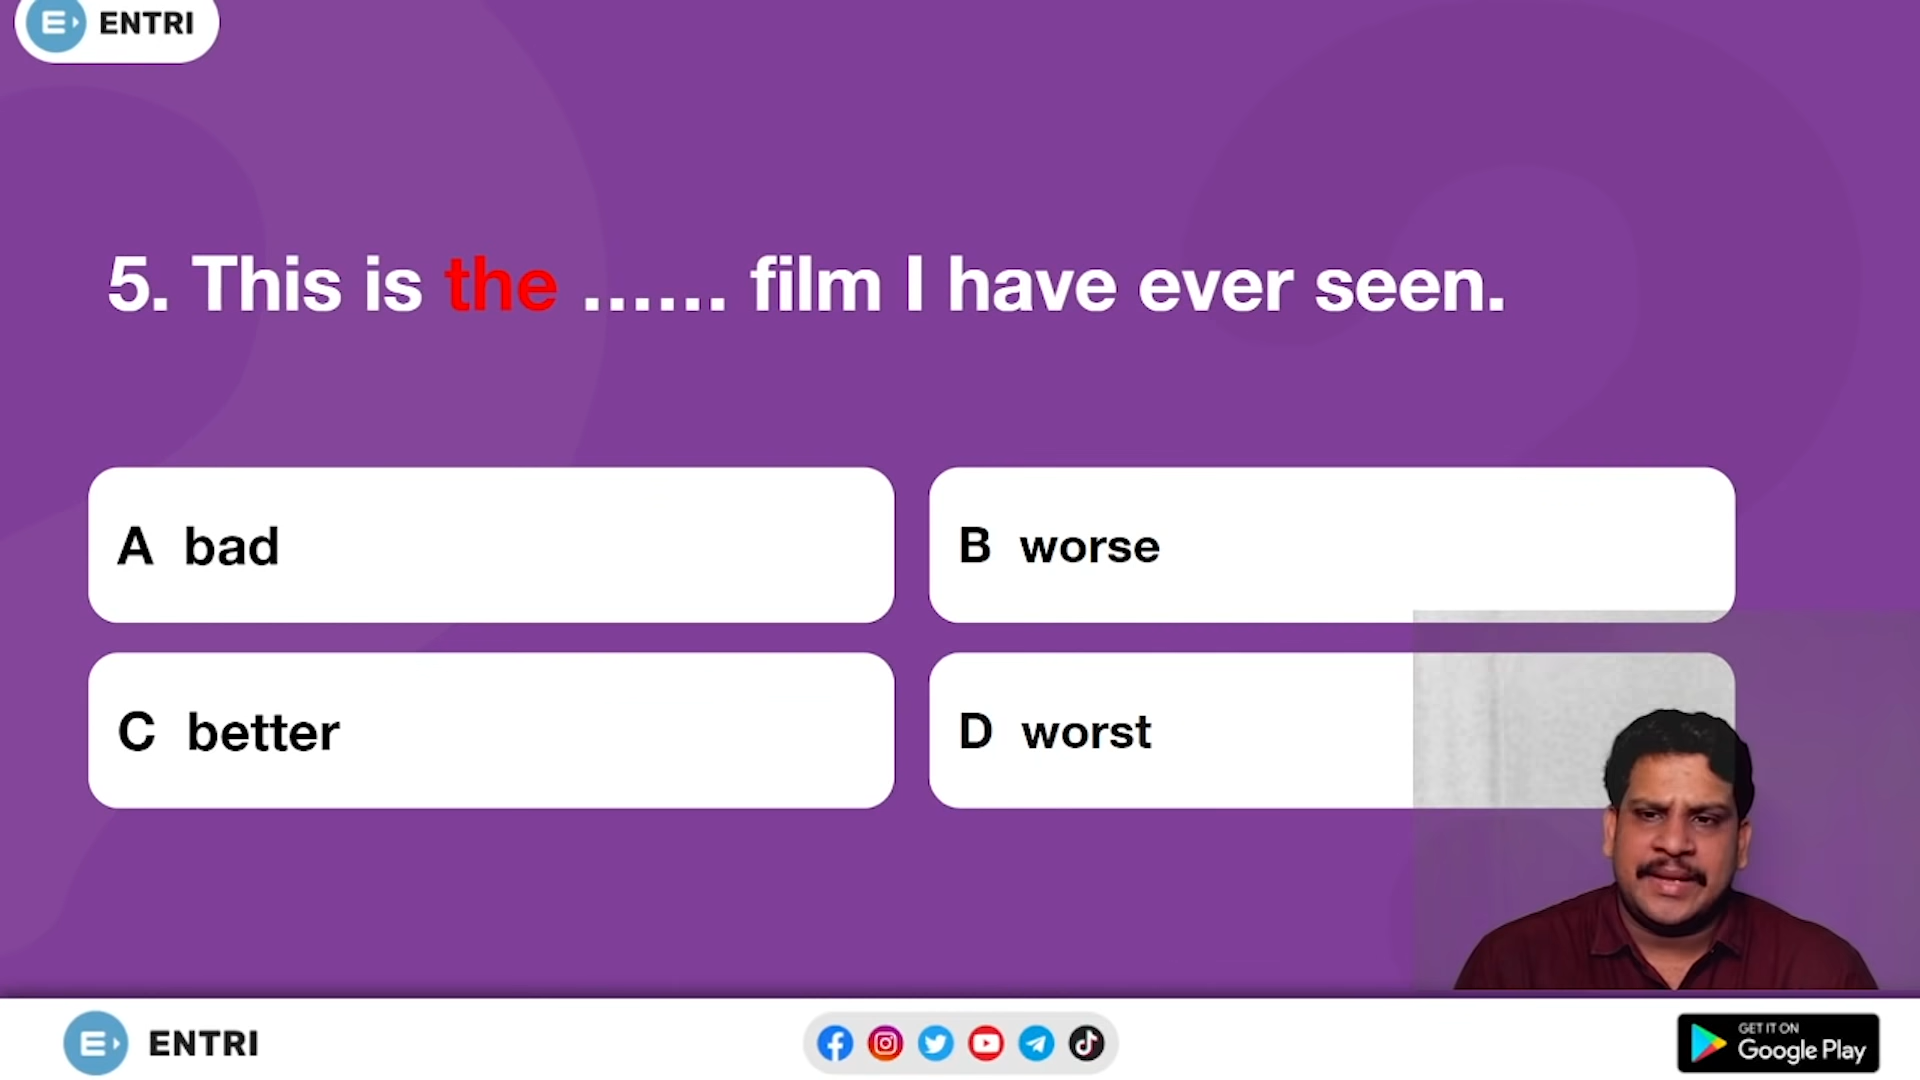 ENTRI
5. This is the ...... film I have ever seen.
A bad
B worse
C better
D worst
ENTRI
GET IT ON
Google Play